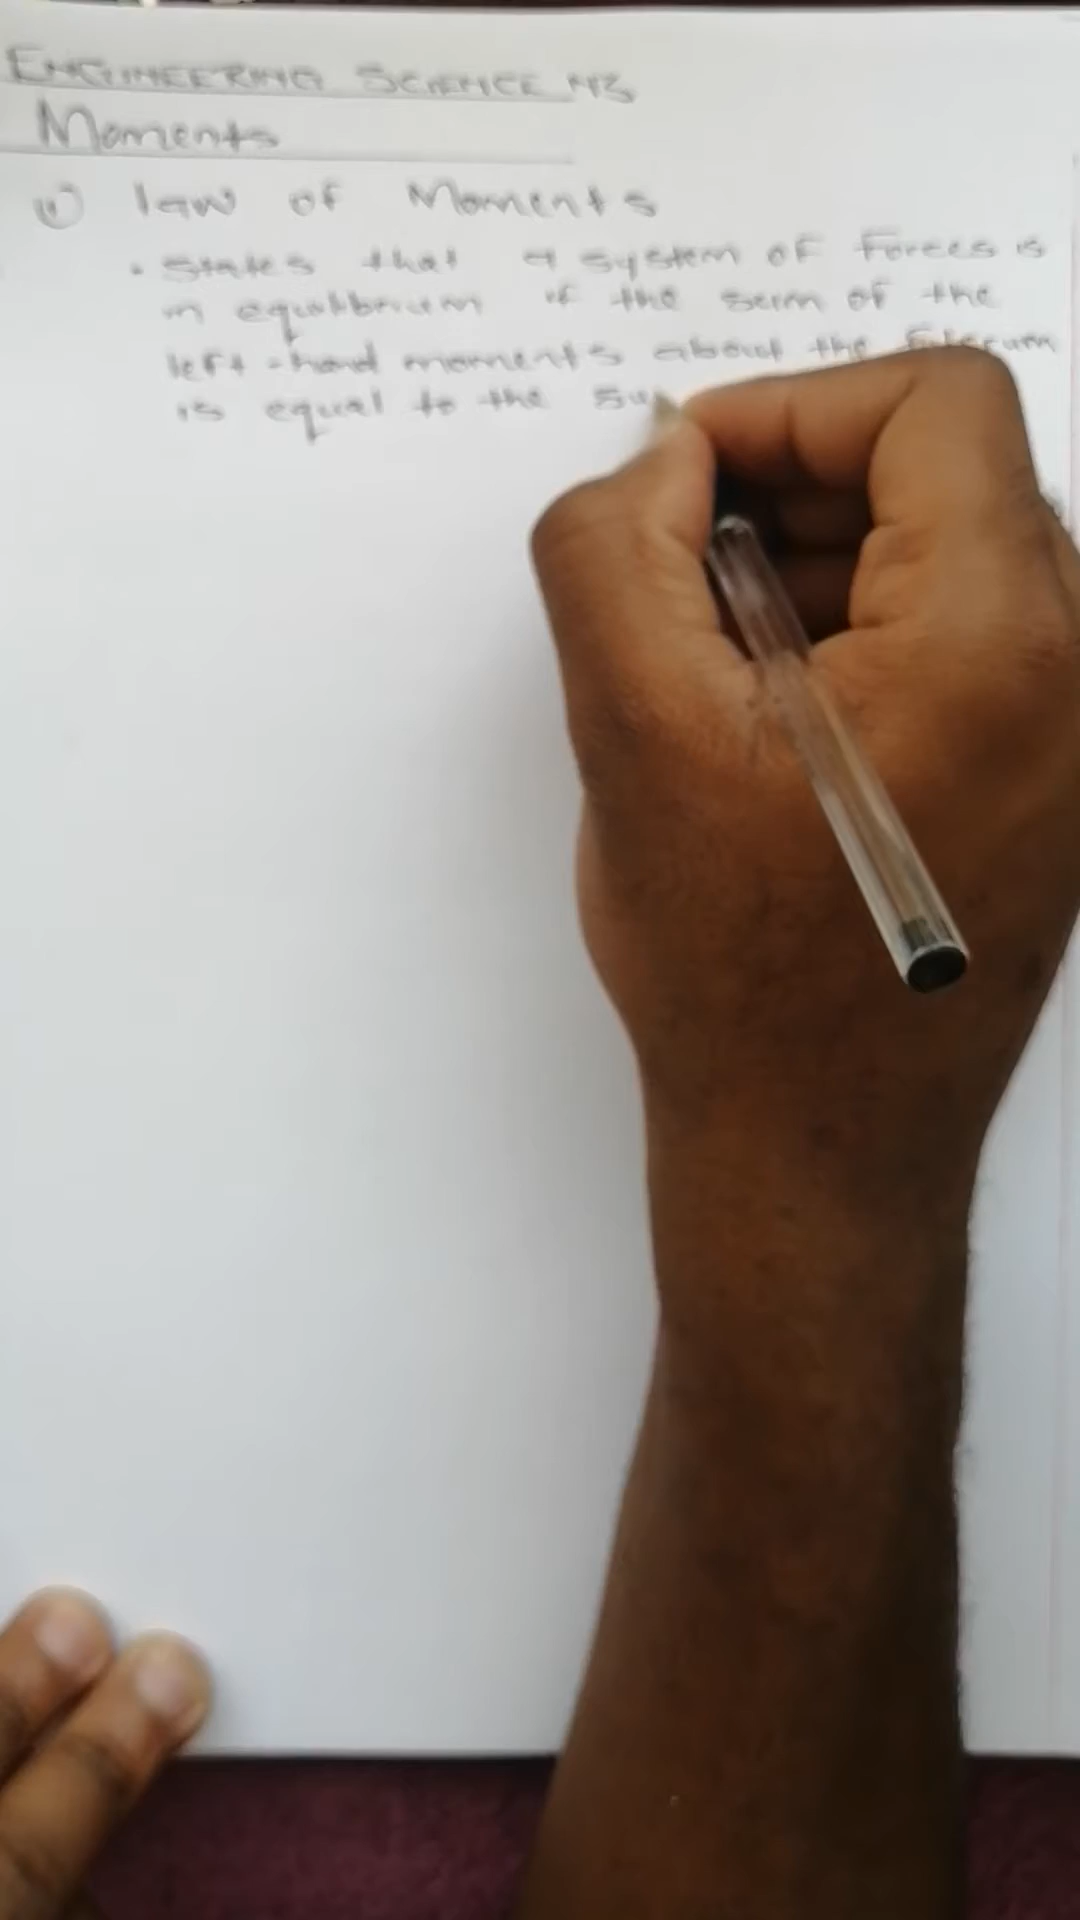 ENGINEERING SCIENCE N3
Moments
① law of Moments
• States that a system of Forces is
in equilibrium if the sum of the
left-hand moments about the Fulcrum
is equal to the su